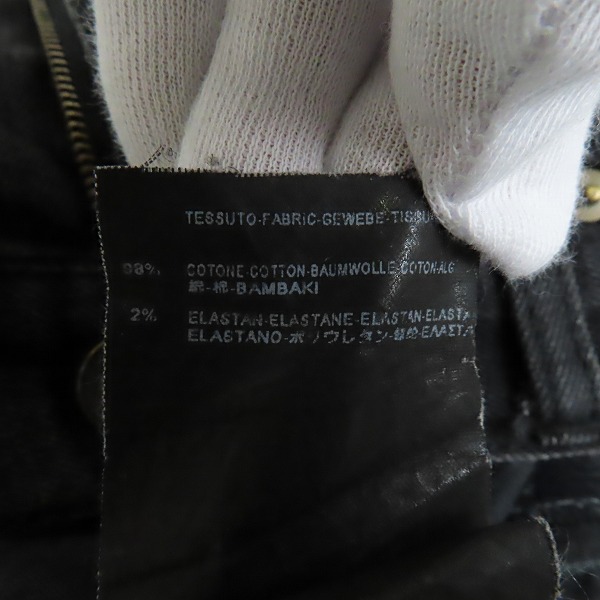 TESSUTO-FABRIC-GEWEBE-TISSU
98% COTONE-COTTON-BAUMWOLLE-COTON-ALG
綿-棉-BAMBAKI
2% ELASTAN-ELASTANE-ELASTAN-ELASTA
ELASTANO-ポリウレタン-